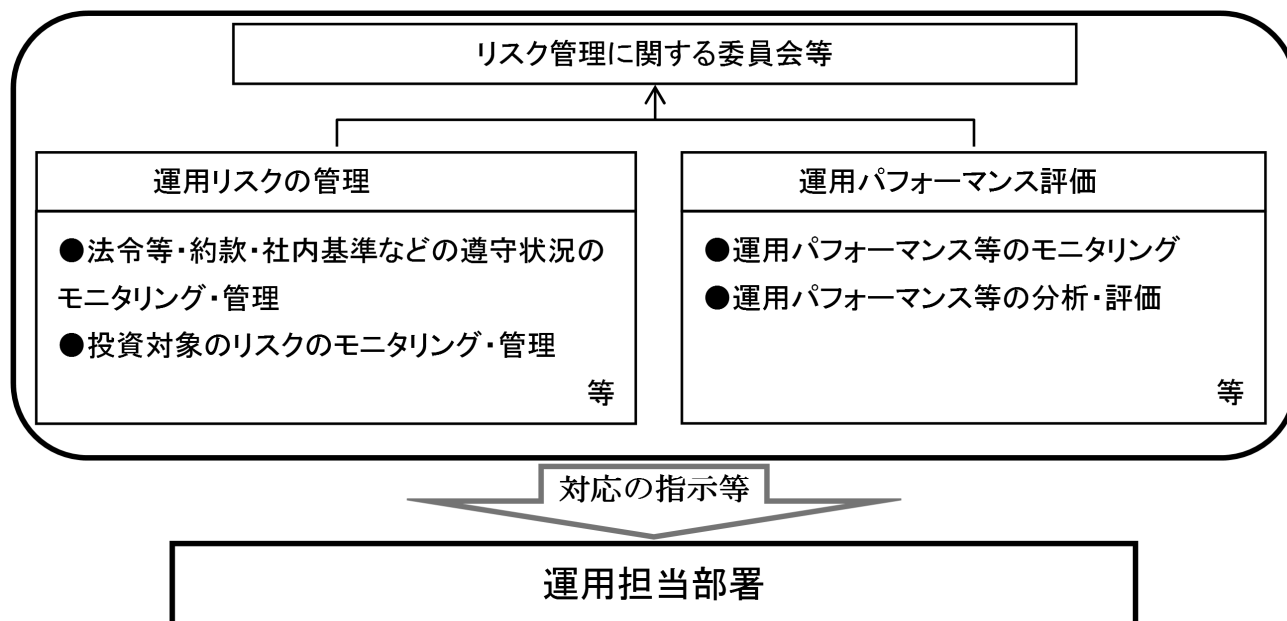 リスク管理に関する委員会等
運用リスクの管理
●法令等・約款・社内基準などの遵守状況の
モニタリング・管理
●投資対象のリスクのモニタリング・管理
等
運用パフォーマンス評価
●運用パフォーマンス等のモニタリング
●運用パフォーマンス等の分析・評価
等
対応の指示等
運用担当部署